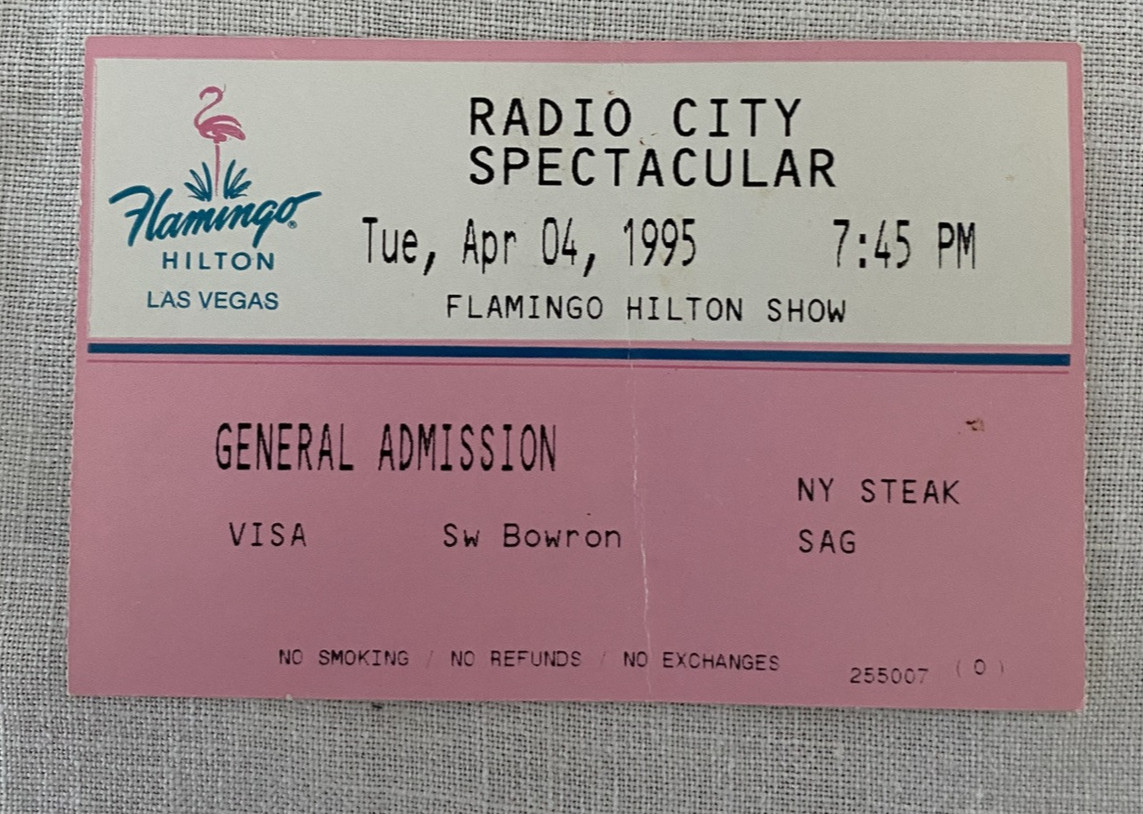 RADIO CITY
SPECTACULAR
Flamingo®
HILTON
LAS VEGAS
Tue, Apr 04, 1995 7:45 PM
FLAMINGO HILTON SHOW
GENERAL ADMISSION
NY STEAK
VISA Sw Bowron
SAG
NO SMOKING / NO REFUNDS / NO EXCHANGES
255007 (0)